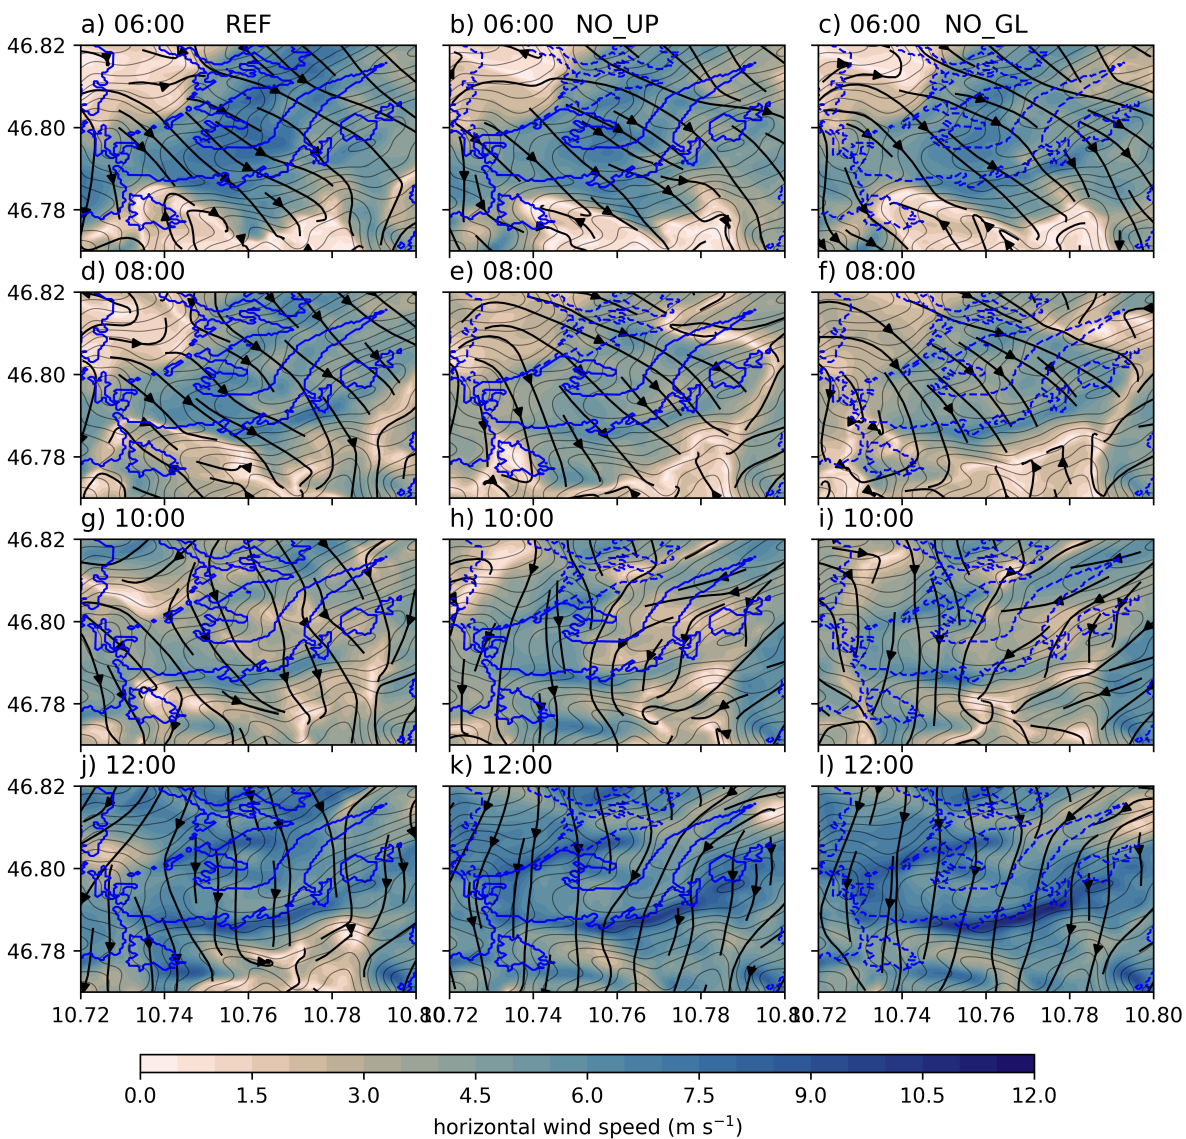 a) 06:00 REF
b) 06:00 NO_UP
c) 06:00 NO_GL
46.82
46.80
46.78
d) 08:00
e) 08:00
f) 08:00
46.82
46.80
46.78
g) 10:00
h) 10:00
i) 10:00
46.82
46.80
46.78
j) 12:00
k) 12:00
l) 12:00
46.82
46.80
46.78
10.72 10.74 10.76 10.78 10.80
10.72 10.74 10.76 10.78 10.80
10.72 10.74 10.76 10.78 10.80
0.0 1.5 3.0 4.5 6.0 7.5 9.0 10.5 12.0
horizontal wind speed (m s⁻¹)